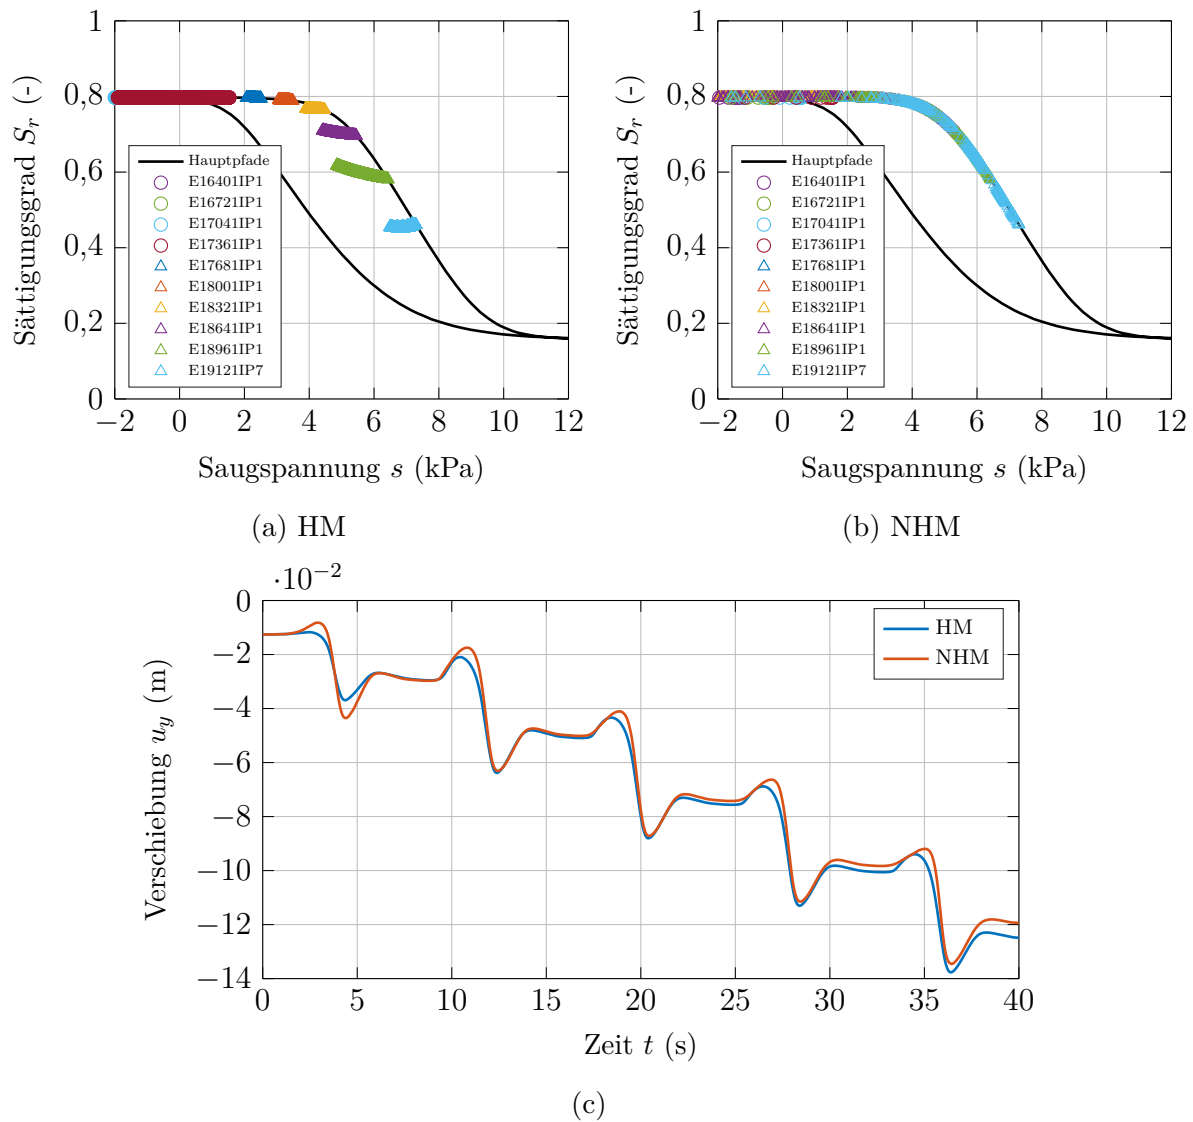 1
0,8
0,6
0,4
0,2
0
Sättigungsgrad S_r (-)
Hauptpfade
E16401IP1
E16721IP1
E17041IP1
E17361IP1
E17681IP1
E18001IP1
E18321IP1
E18641IP1
E18961IP1
E19121IP7
−2 0 2 4 6 8 10 12
Saugspannung s (kPa)
(a) HM
1
0,8
0,6
0,4
0,2
0
Sättigungsgrad S_r (-)
Hauptpfade
E16401IP1
E16721IP1
E17041IP1
E17361IP1
E17681IP1
E18001IP1
E18321IP1
E18641IP1
E18961IP1
E19121IP7
−2 0 2 4 6 8 10 12
Saugspannung s (kPa)
(b) NHM
·10⁻²
0
−2
−4
−6
−8
−10
−12
−14
Verschiebung u_y (m)
HM
NHM
0 5 10 15 20 25 30 35 40
Zeit t (s)
(c)